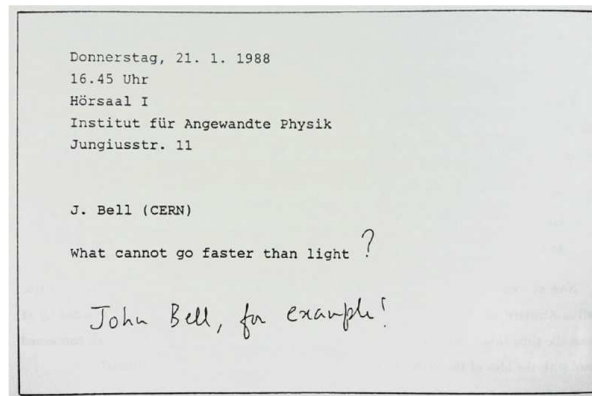 Donnerstag, 21. 1. 1988
16.45 Uhr
Hörsaal I
Institut für Angewandte Physik
Jungiusstr. 11
J. Bell (CERN)
What cannot go faster than light ?
John Bell, for example!